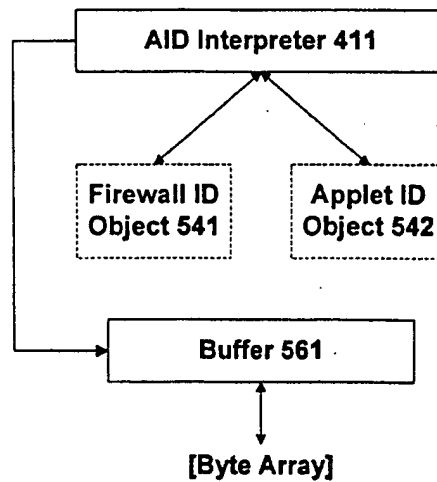 AID Interpreter 411
Firewall ID
Object 541
Applet ID
Object 542
Buffer 561
[Byte Array]